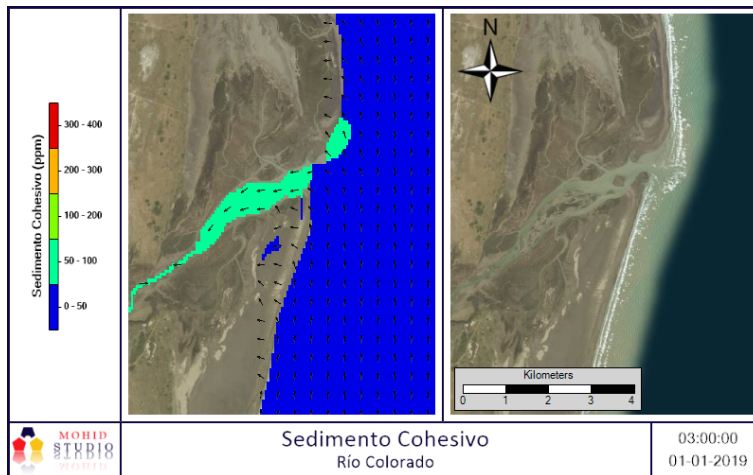 Sedimento Cohesivo (ppm)
300 - 400
200 - 300
100 - 200
50 - 100
0 - 50
N
Kilometers
0 1 2 3 4
MOHID
STUDIO
Sedimento Cohesivo
Río Colorado
03:00:00
01-01-2019